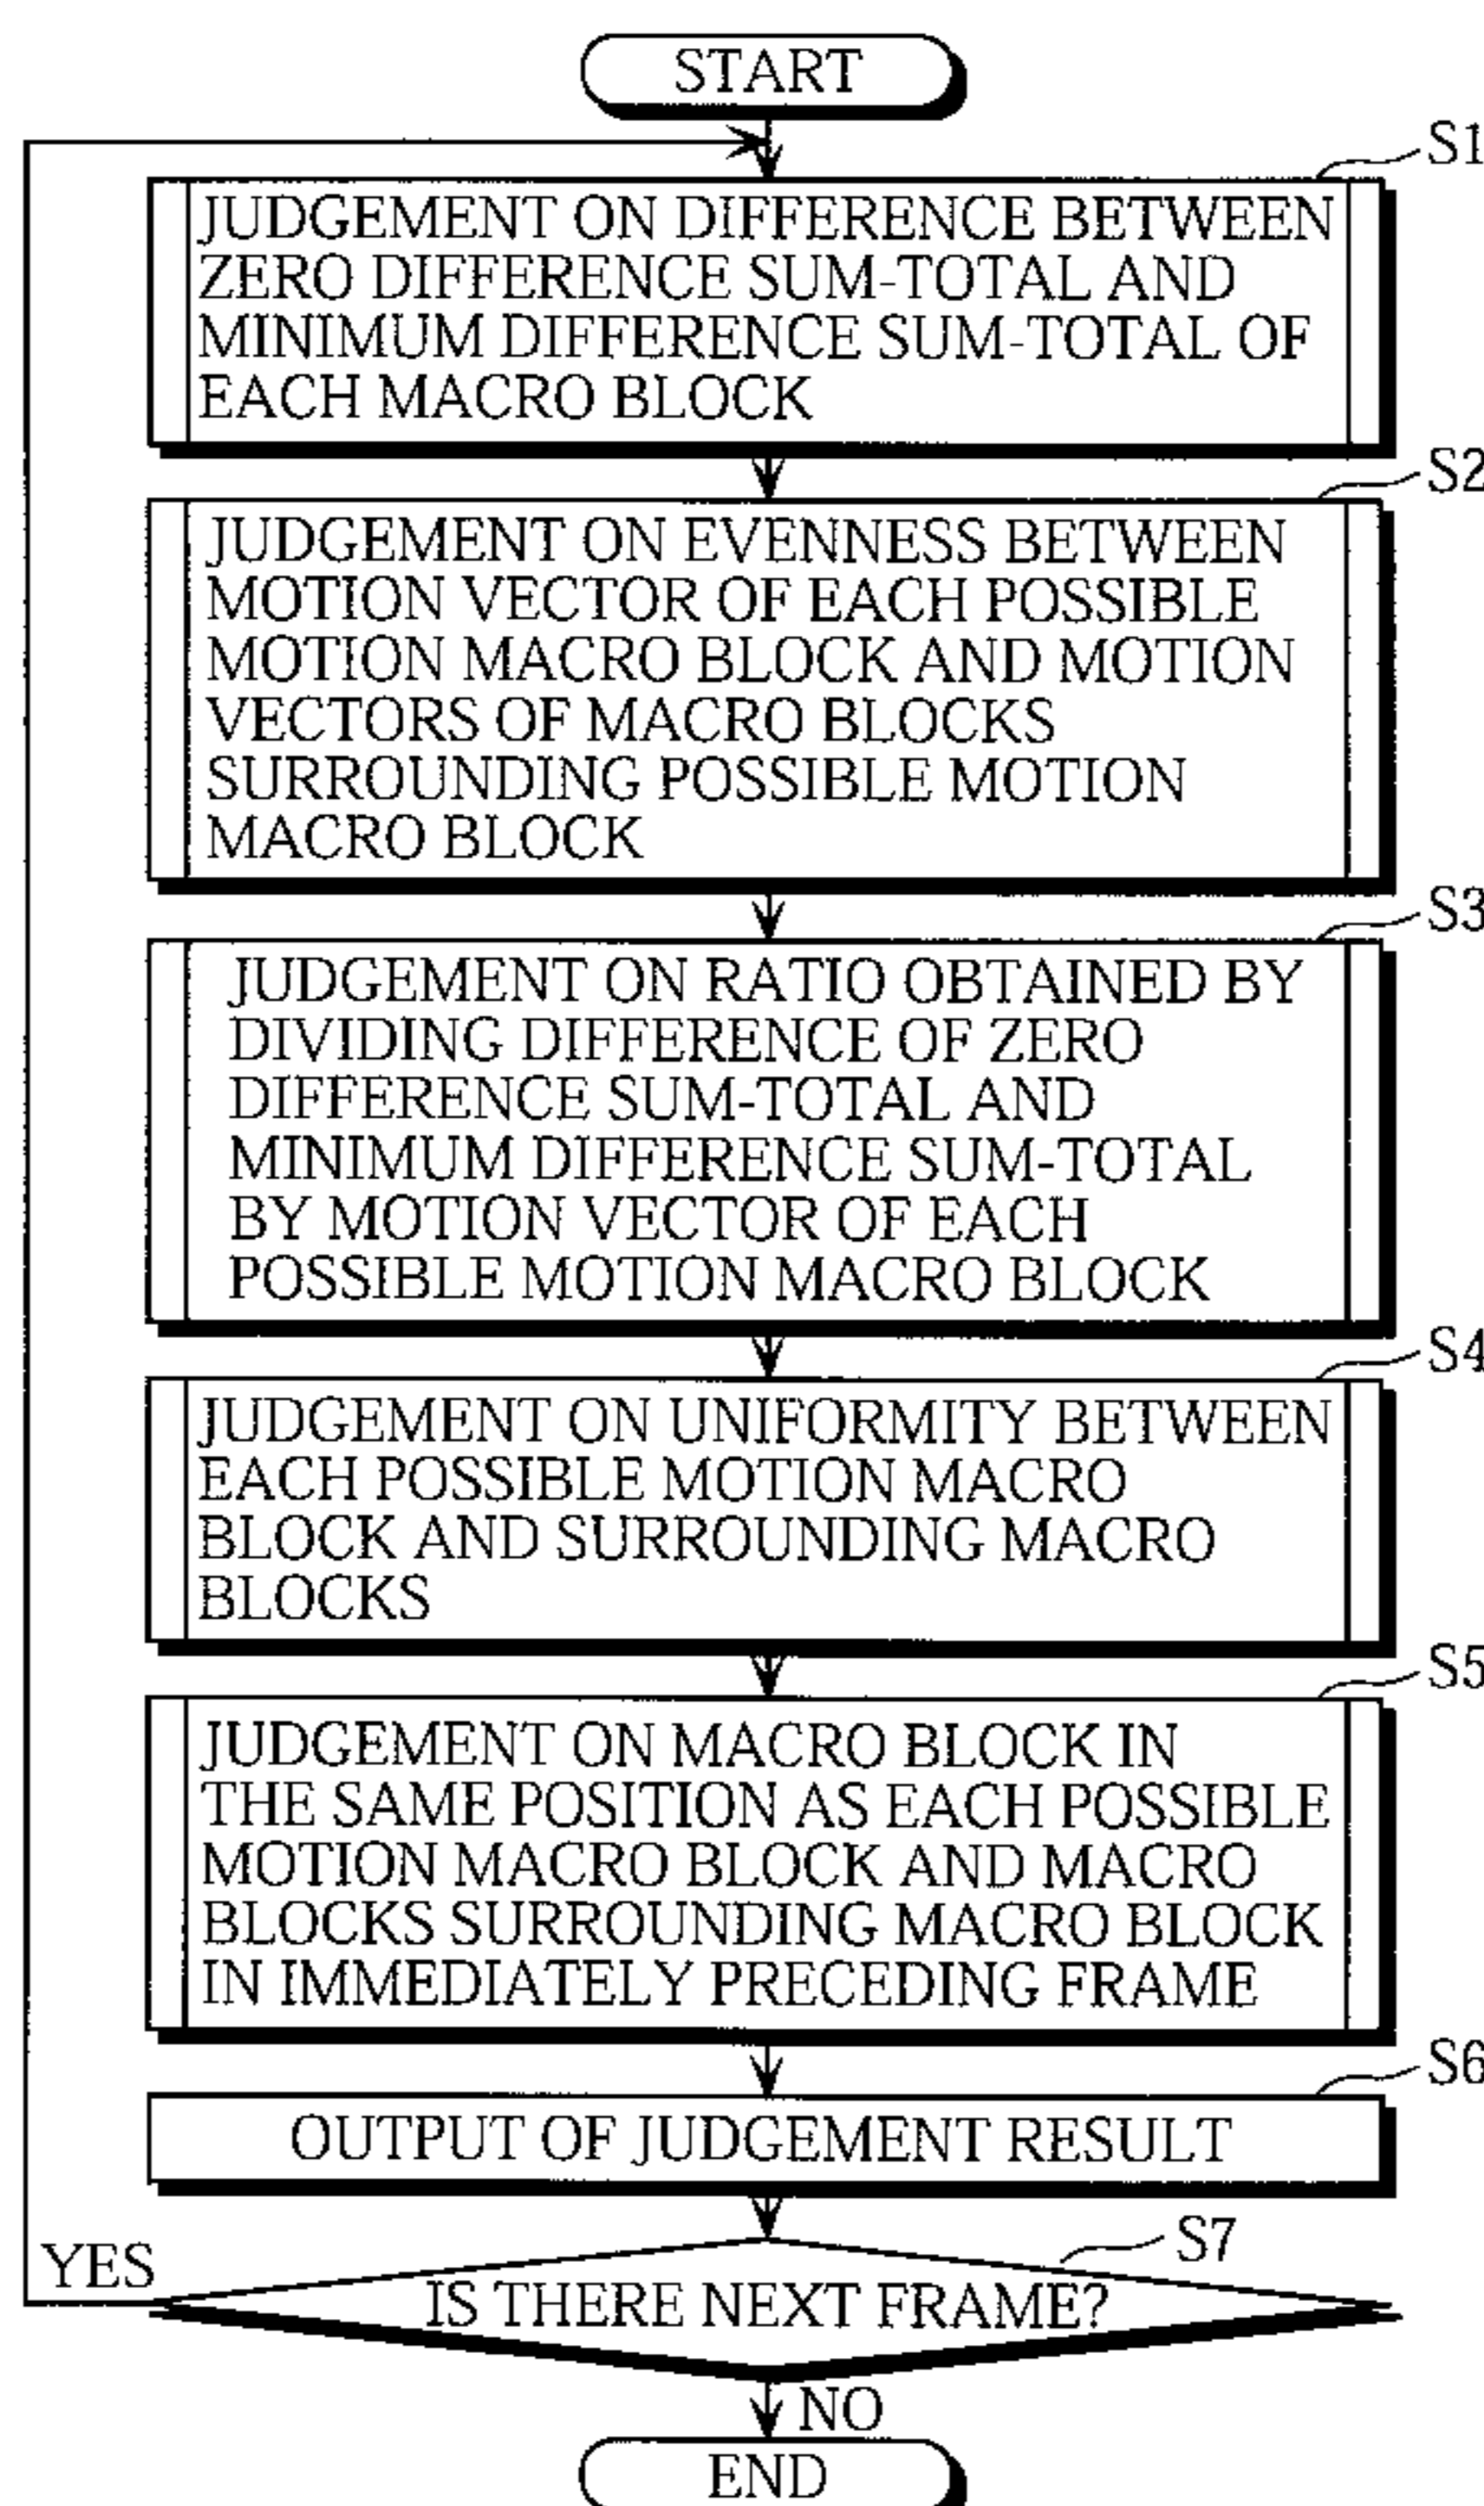 START
S1
JUDGEMENT ON DIFFERENCE BETWEEN
ZERO DIFFERENCE SUM-TOTAL AND
MINIMUM DIFFERENCE SUM-TOTAL OF
EACH MACRO BLOCK
S2
JUDGEMENT ON EVENNESS BETWEEN
MOTION VECTOR OF EACH POSSIBLE
MOTION MACRO BLOCK AND MOTION
VECTORS OF MACRO BLOCKS
SURROUNDING POSSIBLE MOTION
MACRO BLOCK
S3
JUDGEMENT ON RATIO OBTAINED BY
DIVIDING DIFFERENCE OF ZERO
DIFFERENCE SUM-TOTAL AND
MINIMUM DIFFERENCE SUM-TOTAL
BY MOTION VECTOR OF EACH
POSSIBLE MOTION MACRO BLOCK
S4
JUDGEMENT ON UNIFORMITY BETWEEN
EACH POSSIBLE MOTION MACRO
BLOCK AND SURROUNDING MACRO
BLOCKS
S5
JUDGEMENT ON MACRO BLOCK IN
THE SAME POSITION AS EACH POSSIBLE
MOTION MACRO BLOCK AND MACRO
BLOCKS SURROUNDING MACRO BLOCK
IN IMMEDIATELY PRECEDING FRAME
S6
OUTPUT OF JUDGEMENT RESULT
S7
YES
IS THERE NEXT FRAME?
NO
END